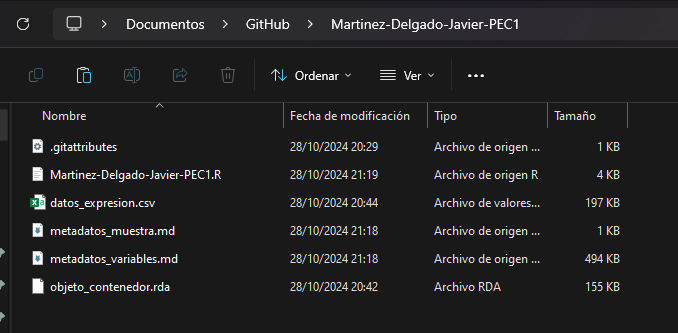 Documentos > GitHub > Martinez-Delgado-Javier-PEC1
Ordenar Ver
Nombre Fecha de modificación Tipo Tamaño
.gitattributes 28/10/2024 20:29 Archivo de origen ... 1 KB
Martinez-Delgado-Javier-PEC1.R 28/10/2024 21:19 Archivo de origen R 4 KB
datos_expresion.csv 28/10/2024 20:44 Archivo de valores... 197 KB
metadatos_muestra.md 28/10/2024 21:18 Archivo de origen ... 1 KB
metadatos_variables.md 28/10/2024 21:18 Archivo de origen ... 494 KB
objeto_contenedor.rda 28/10/2024 20:42 Archivo RDA 155 KB